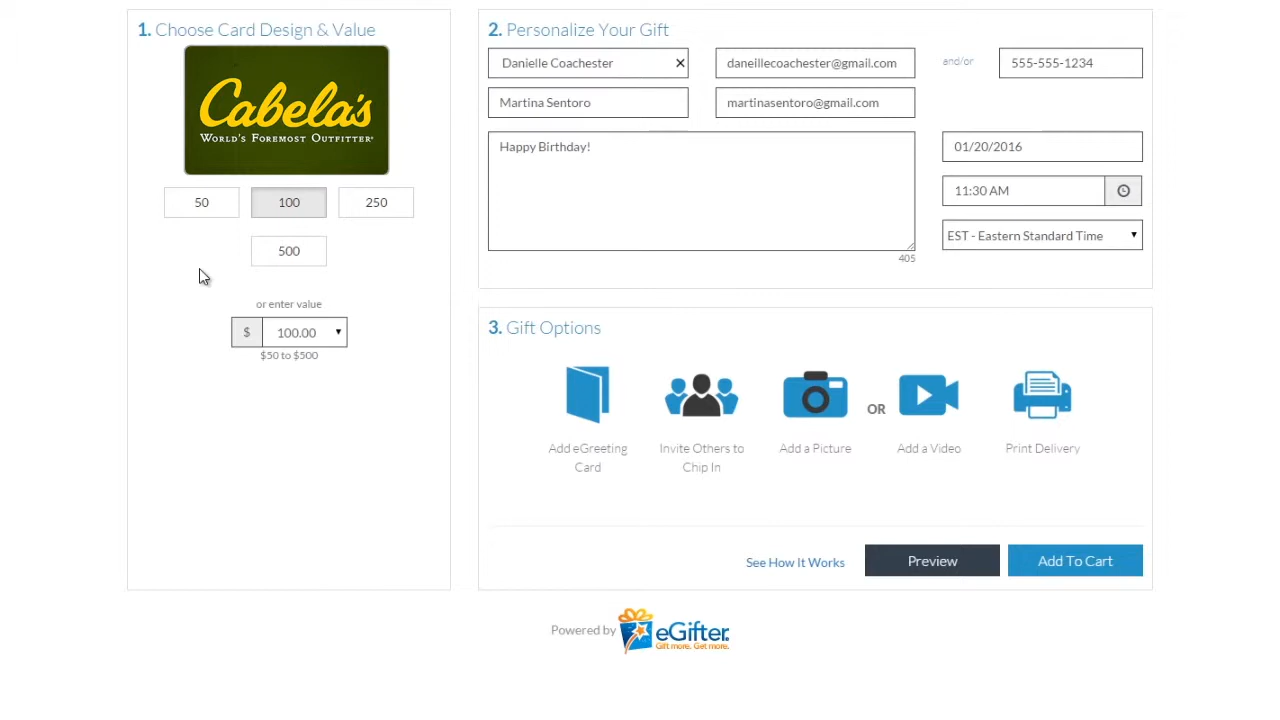 1. Choose Card Design & Value
Cabela's
WORLD'S FOREMOST OUTFITTER
50
100
250
500
or enter value
$ 100.00
$50 to $500
2. Personalize Your Gift
Danielle Coachester
daneillecoachester@gmail.com
and/or
555-555-1234
Martina Sentoro
martinasentoro@gmail.com
Happy Birthday!
405
01/20/2016
11:30 AM
EST - Eastern Standard Time
3. Gift Options
Add eGreeting
Card
Invite Others to
Chip In
Add a Picture
OR
Add a Video
Print Delivery
See How It Works
Preview
Add To Cart
Powered by
eGifter
Gift more. Get more.